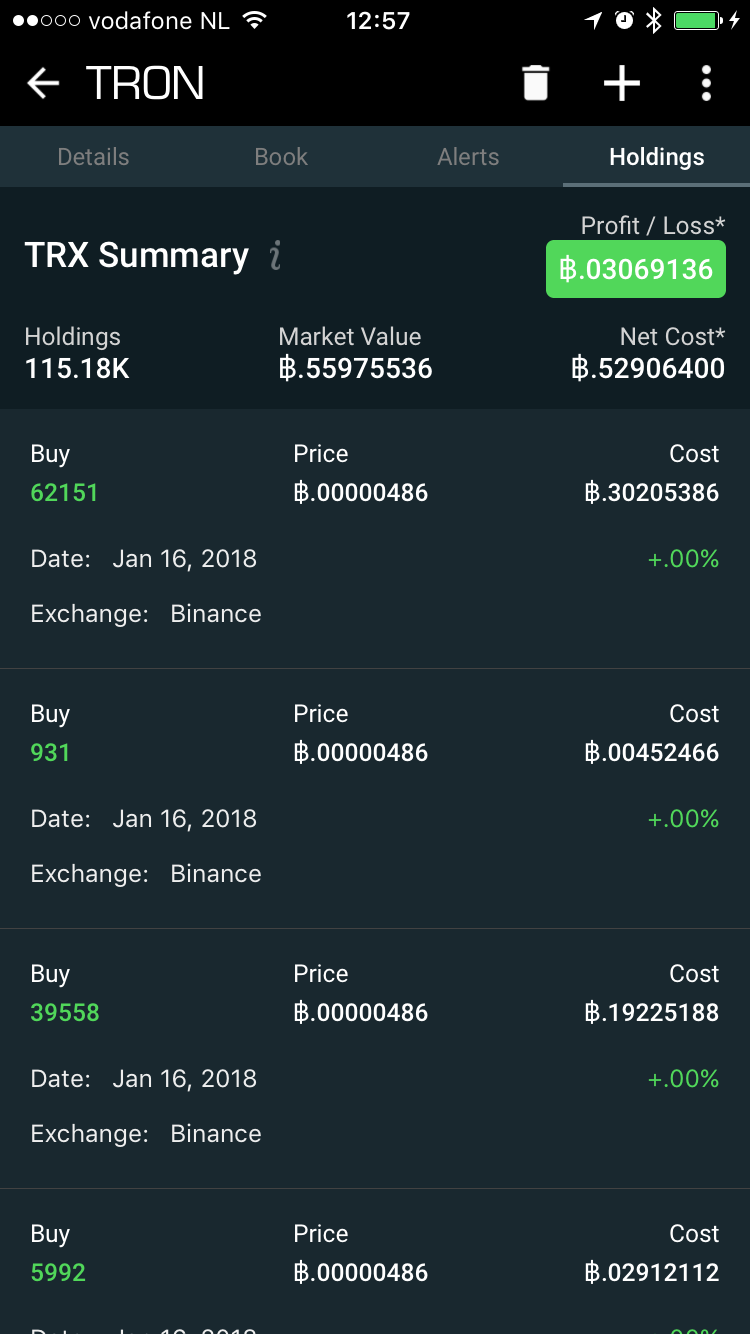 vodafone NL 12:57
TRON
Details Book Alerts Holdings
Profit / Loss*
TRX Summary i ฿.03069136
Holdings Market Value Net Cost*
115.18K ฿.55975536 ฿.52906400
Buy Price Cost
62151 ฿.00000486 ฿.30205386
Date: Jan 16, 2018 +.00%
Exchange: Binance
Buy Price Cost
931 ฿.00000486 ฿.00452466
Date: Jan 16, 2018 +.00%
Exchange: Binance
Buy Price Cost
39558 ฿.00000486 ฿.19225188
Date: Jan 16, 2018 +.00%
Exchange: Binance
Buy Price Cost
5992 ฿.00000486 ฿.02912112